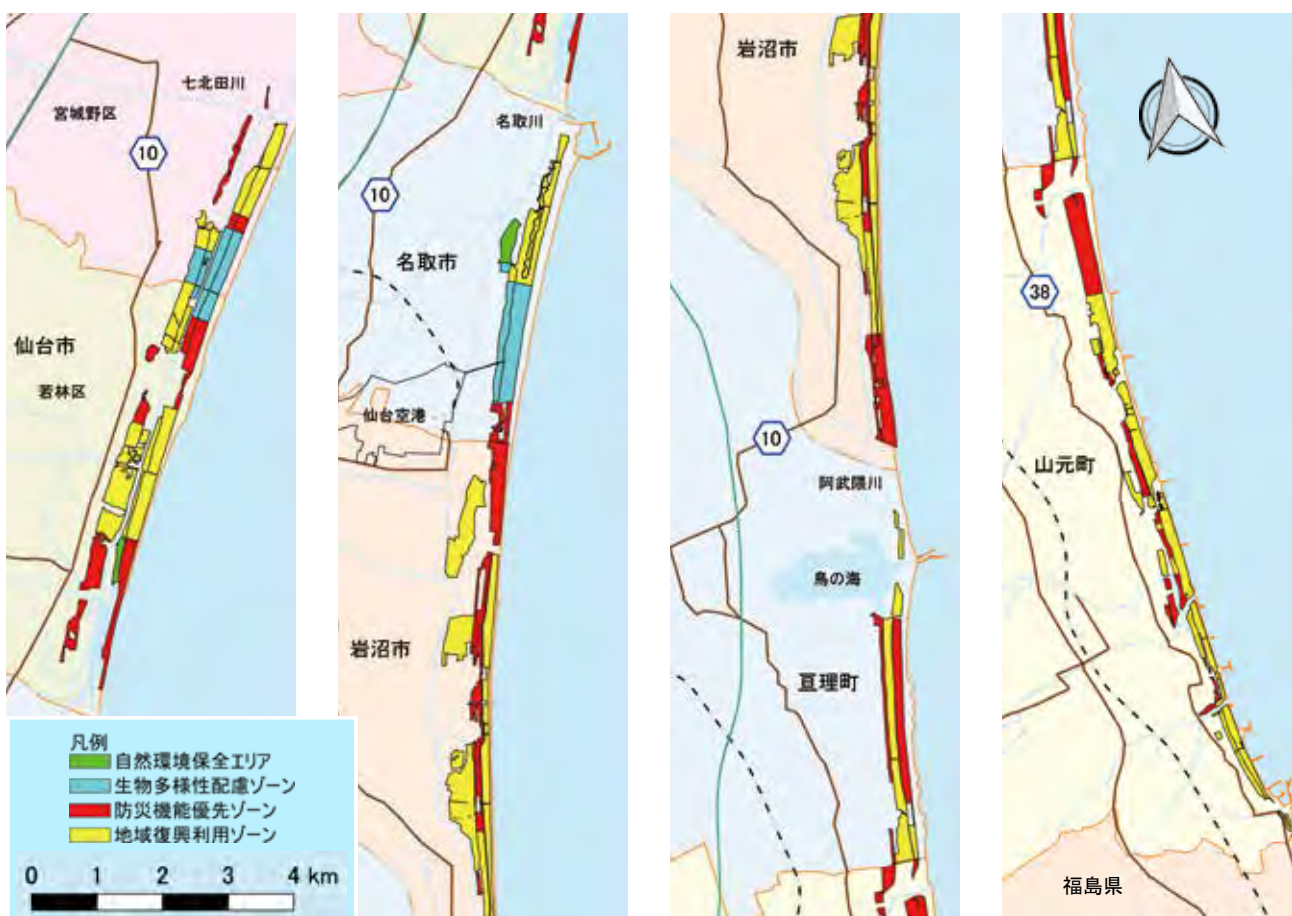 七北田川
宮城野区
10
仙台市
若林区
名取川
10
名取市
仙台空港
岩沼市
岩沼市
10
阿武隈川
鳥の海
亘理町
38
山元町
福島県
凡例
自然環境保全エリア
生物多様性配慮ゾーン
防災機能優先ゾーン
地域復興利用ゾーン
0 1 2 3 4 km